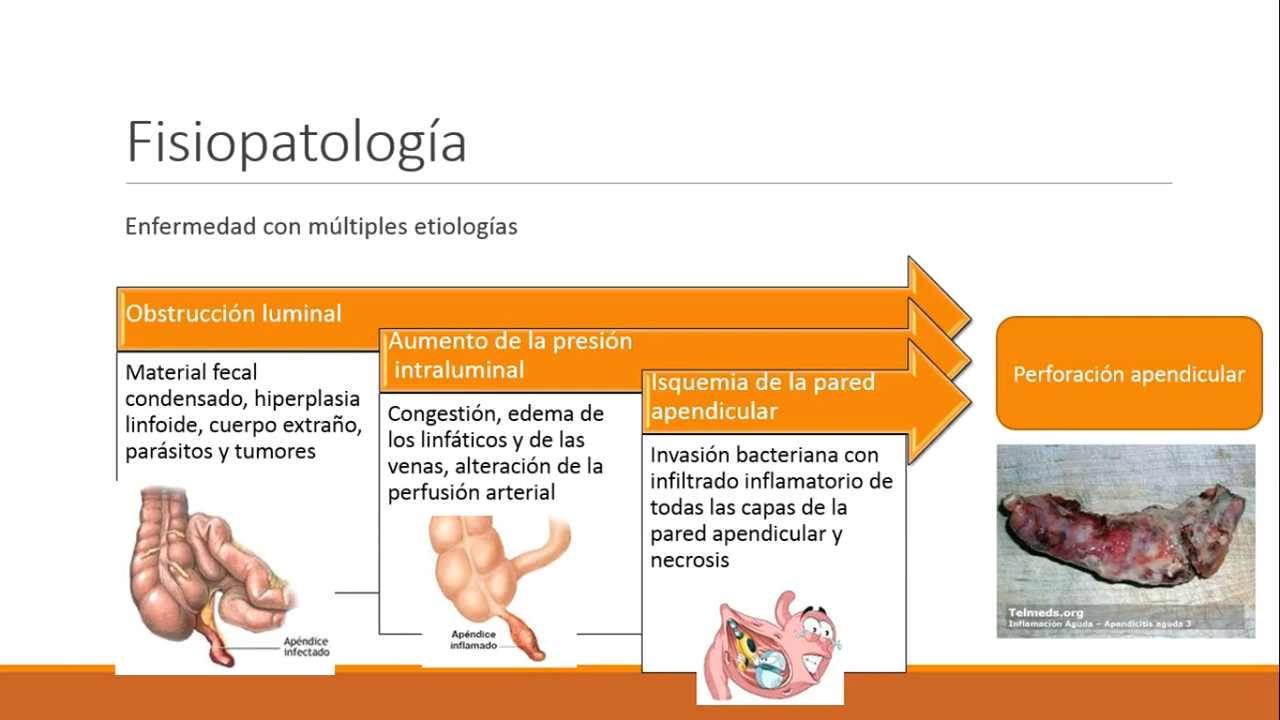 Fisiopatología
Enfermedad con múltiples etiologías
Obstrucción luminal
Material fecal
condensado, hiperplasia
linfoide, cuerpo extraño,
parásitos y tumores
Apéndice
infectado
Aumento de la presión
intraluminal
Congestión, edema de
los linfáticos y de las
venas, alteración de la
perfusión arterial
Apéndice
inflamado
Isquemia de la pared
apendicular
Invasión bacteriana con
infiltrado inflamatorio de
todas las capas de la
pared apendicular y
necrosis
Perforación apendicular
Telmeds.org
Inflamación Aguda – Apendicitis aguda 3